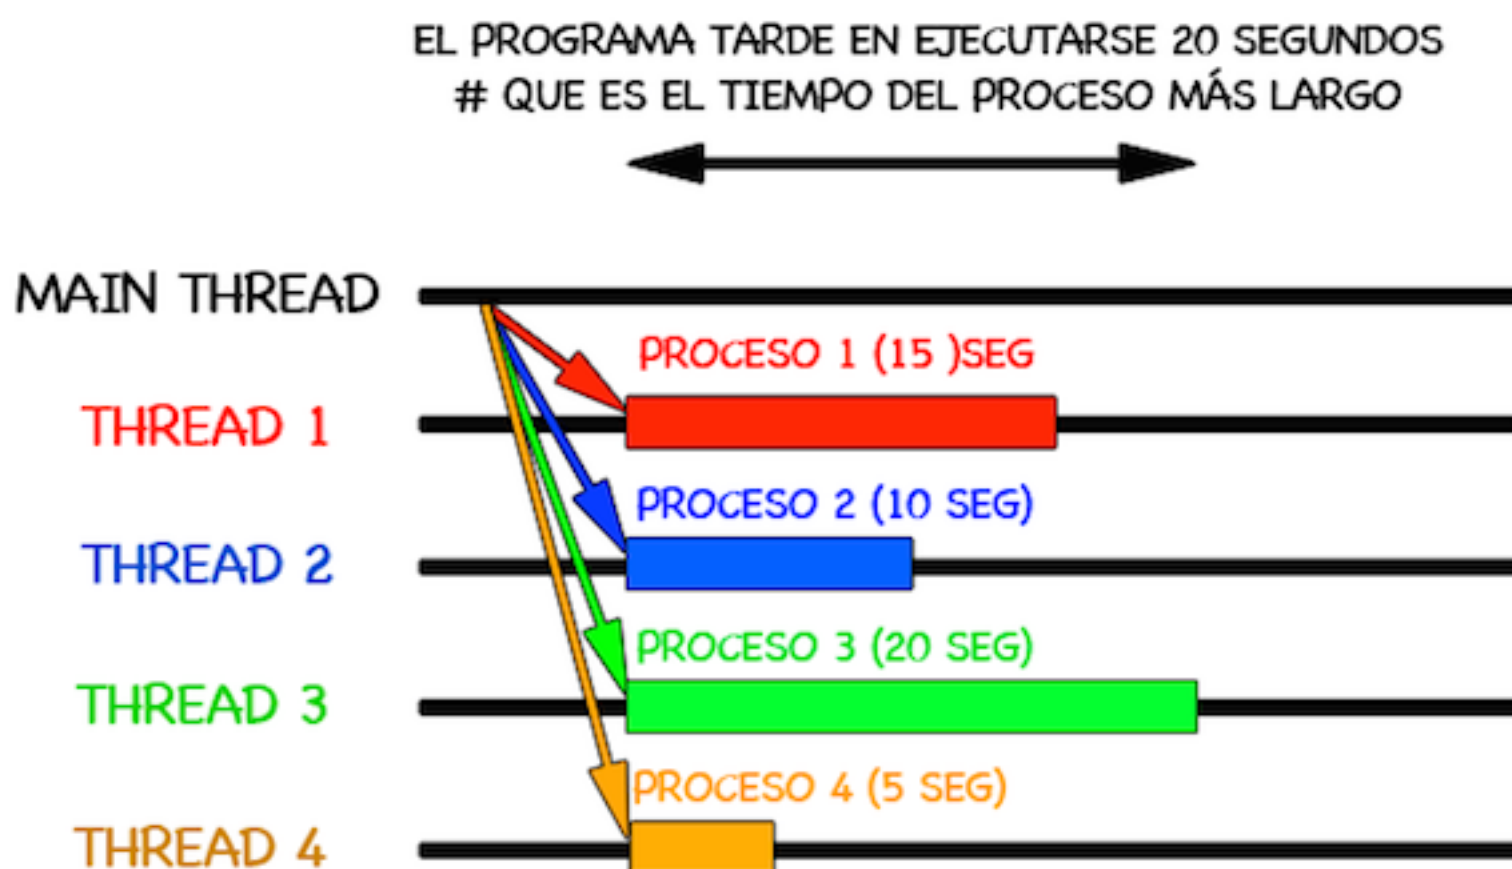 EL PROGRAMA TARDE EN EJECUTARSE 20 SEGUNDOS
# QUE ES EL TIEMPO DEL PROCESO MÁS LARGO
MAIN THREAD
PROCESO 1 (15 )SEG
THREAD 1
PROCESO 2 (10 SEG)
THREAD 2
PROCESO 3 (20 SEG)
THREAD 3
PROCESO 4 (5 SEG)
THREAD 4